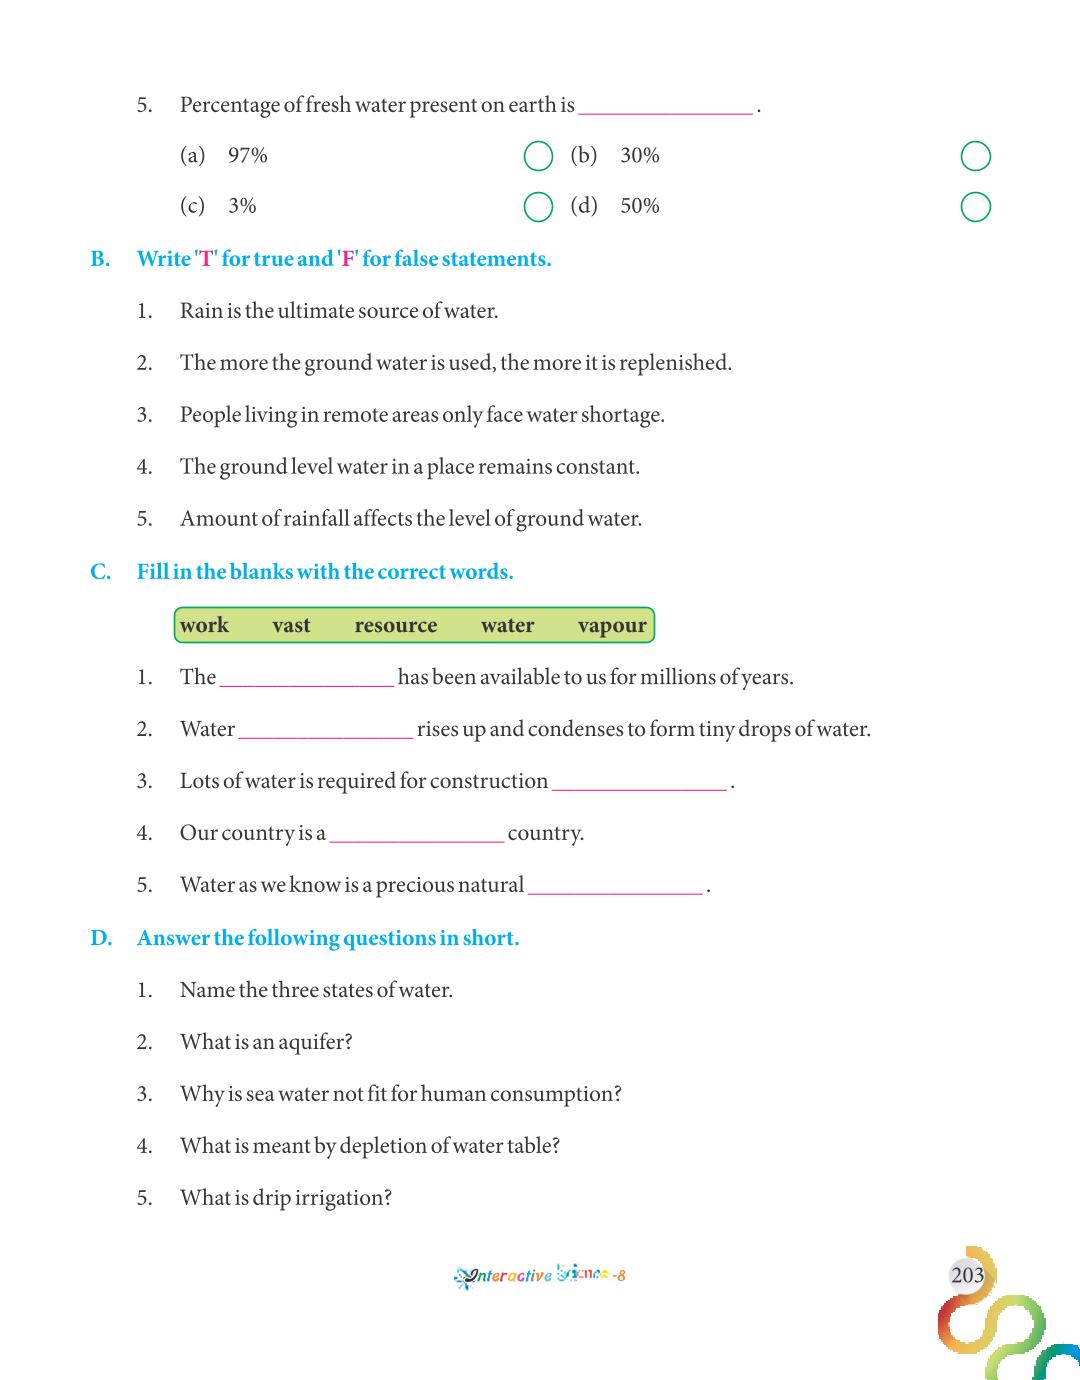 5. Percentage of fresh water present on earth is _______________ .
(a) 97% (b) 30%
(c) 3% (d) 50%
B. Write 'T' for true and 'F' for false statements.
1. Rain is the ultimate source of water.
2. The more the ground water is used, the more it is replenished.
3. People living in remote areas only face water shortage.
4. The ground level water in a place remains constant.
5. Amount of rainfall affects the level of ground water.
C. Fill in the blanks with the correct words.
work vast resource water vapour
1. The _______________ has been available to us for millions of years.
2. Water _______________ rises up and condenses to form tiny drops of water.
3. Lots of water is required for construction _______________ .
4. Our country is a _______________ country.
5. Water as we know is a precious natural _______________ .
D. Answer the following questions in short.
1. Name the three states of water.
2. What is an aquifer?
3. Why is sea water not fit for human consumption?
4. What is meant by depletion of water table?
5. What is drip irrigation?
Interactive Science-8
203